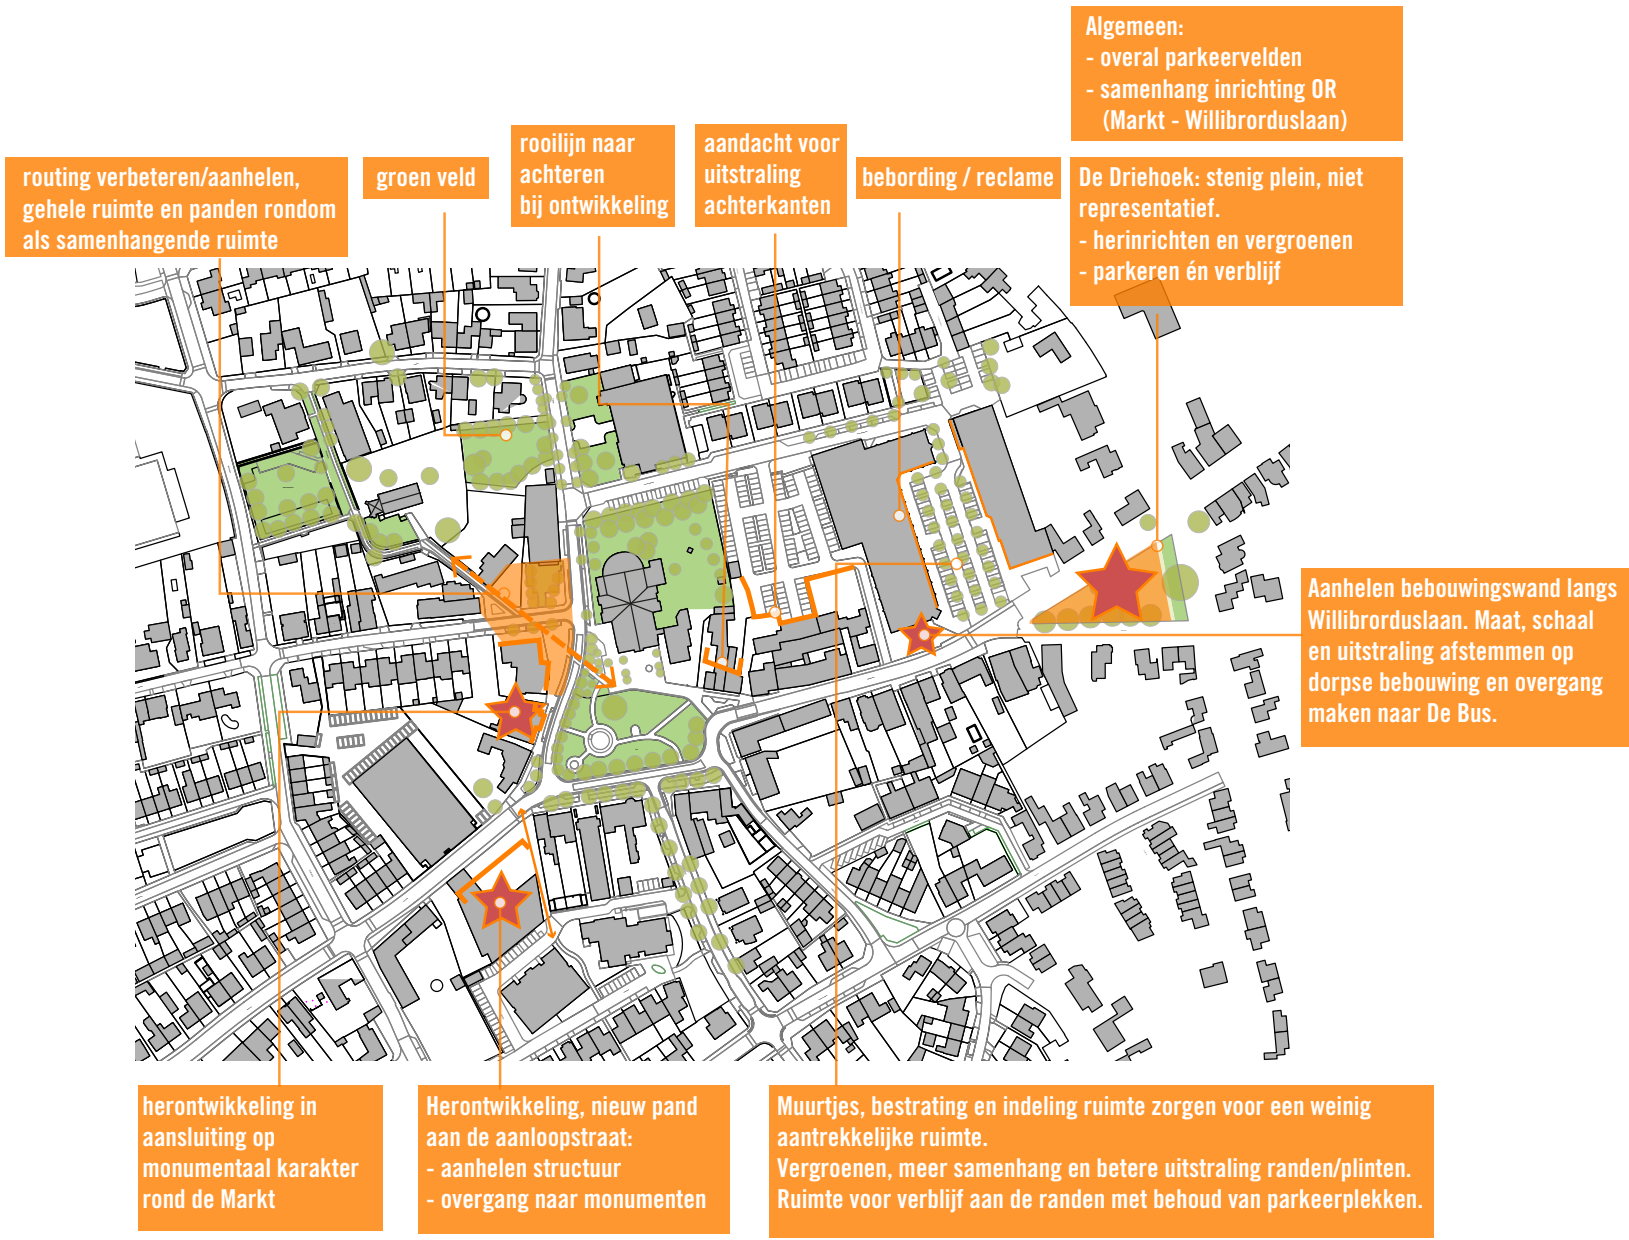 Algemeen:
- overal parkeervelden
- samenhang inrichting OR
(Markt - Willibrorduslaan)
routing verbeteren/aanhelen,
gehele ruimte en panden rondom
als samenhangende ruimte
groen veld
rooilijn naar
achteren
bij ontwikkeling
aandacht voor
uitstraling
achterkanten
bebording / reclame
De Driehoek: stenig plein, niet
representatief.
- herinrichten en vergroenen
- parkeren én verblijf
Aanhelen bebouwingswand langs
Willibrorduslaan. Maat, schaal
en uitstraling afstemmen op
dorpse bebouwing en overgang
maken naar De Bus.
herontwikkeling in
aansluiting op
monumentaal karakter
rond de Markt
Herontwikkeling, nieuw pand
aan de aanloopstraat:
- aanhelen structuur
- overgang naar monumenten
Muurtjes, bestrating en indeling ruimte zorgen voor een weinig
aantrekkelijke ruimte.
Vergroenen, meer samenhang en betere uitstraling randen/plinten.
Ruimte voor verblijf aan de randen met behoud van parkeerplekken.